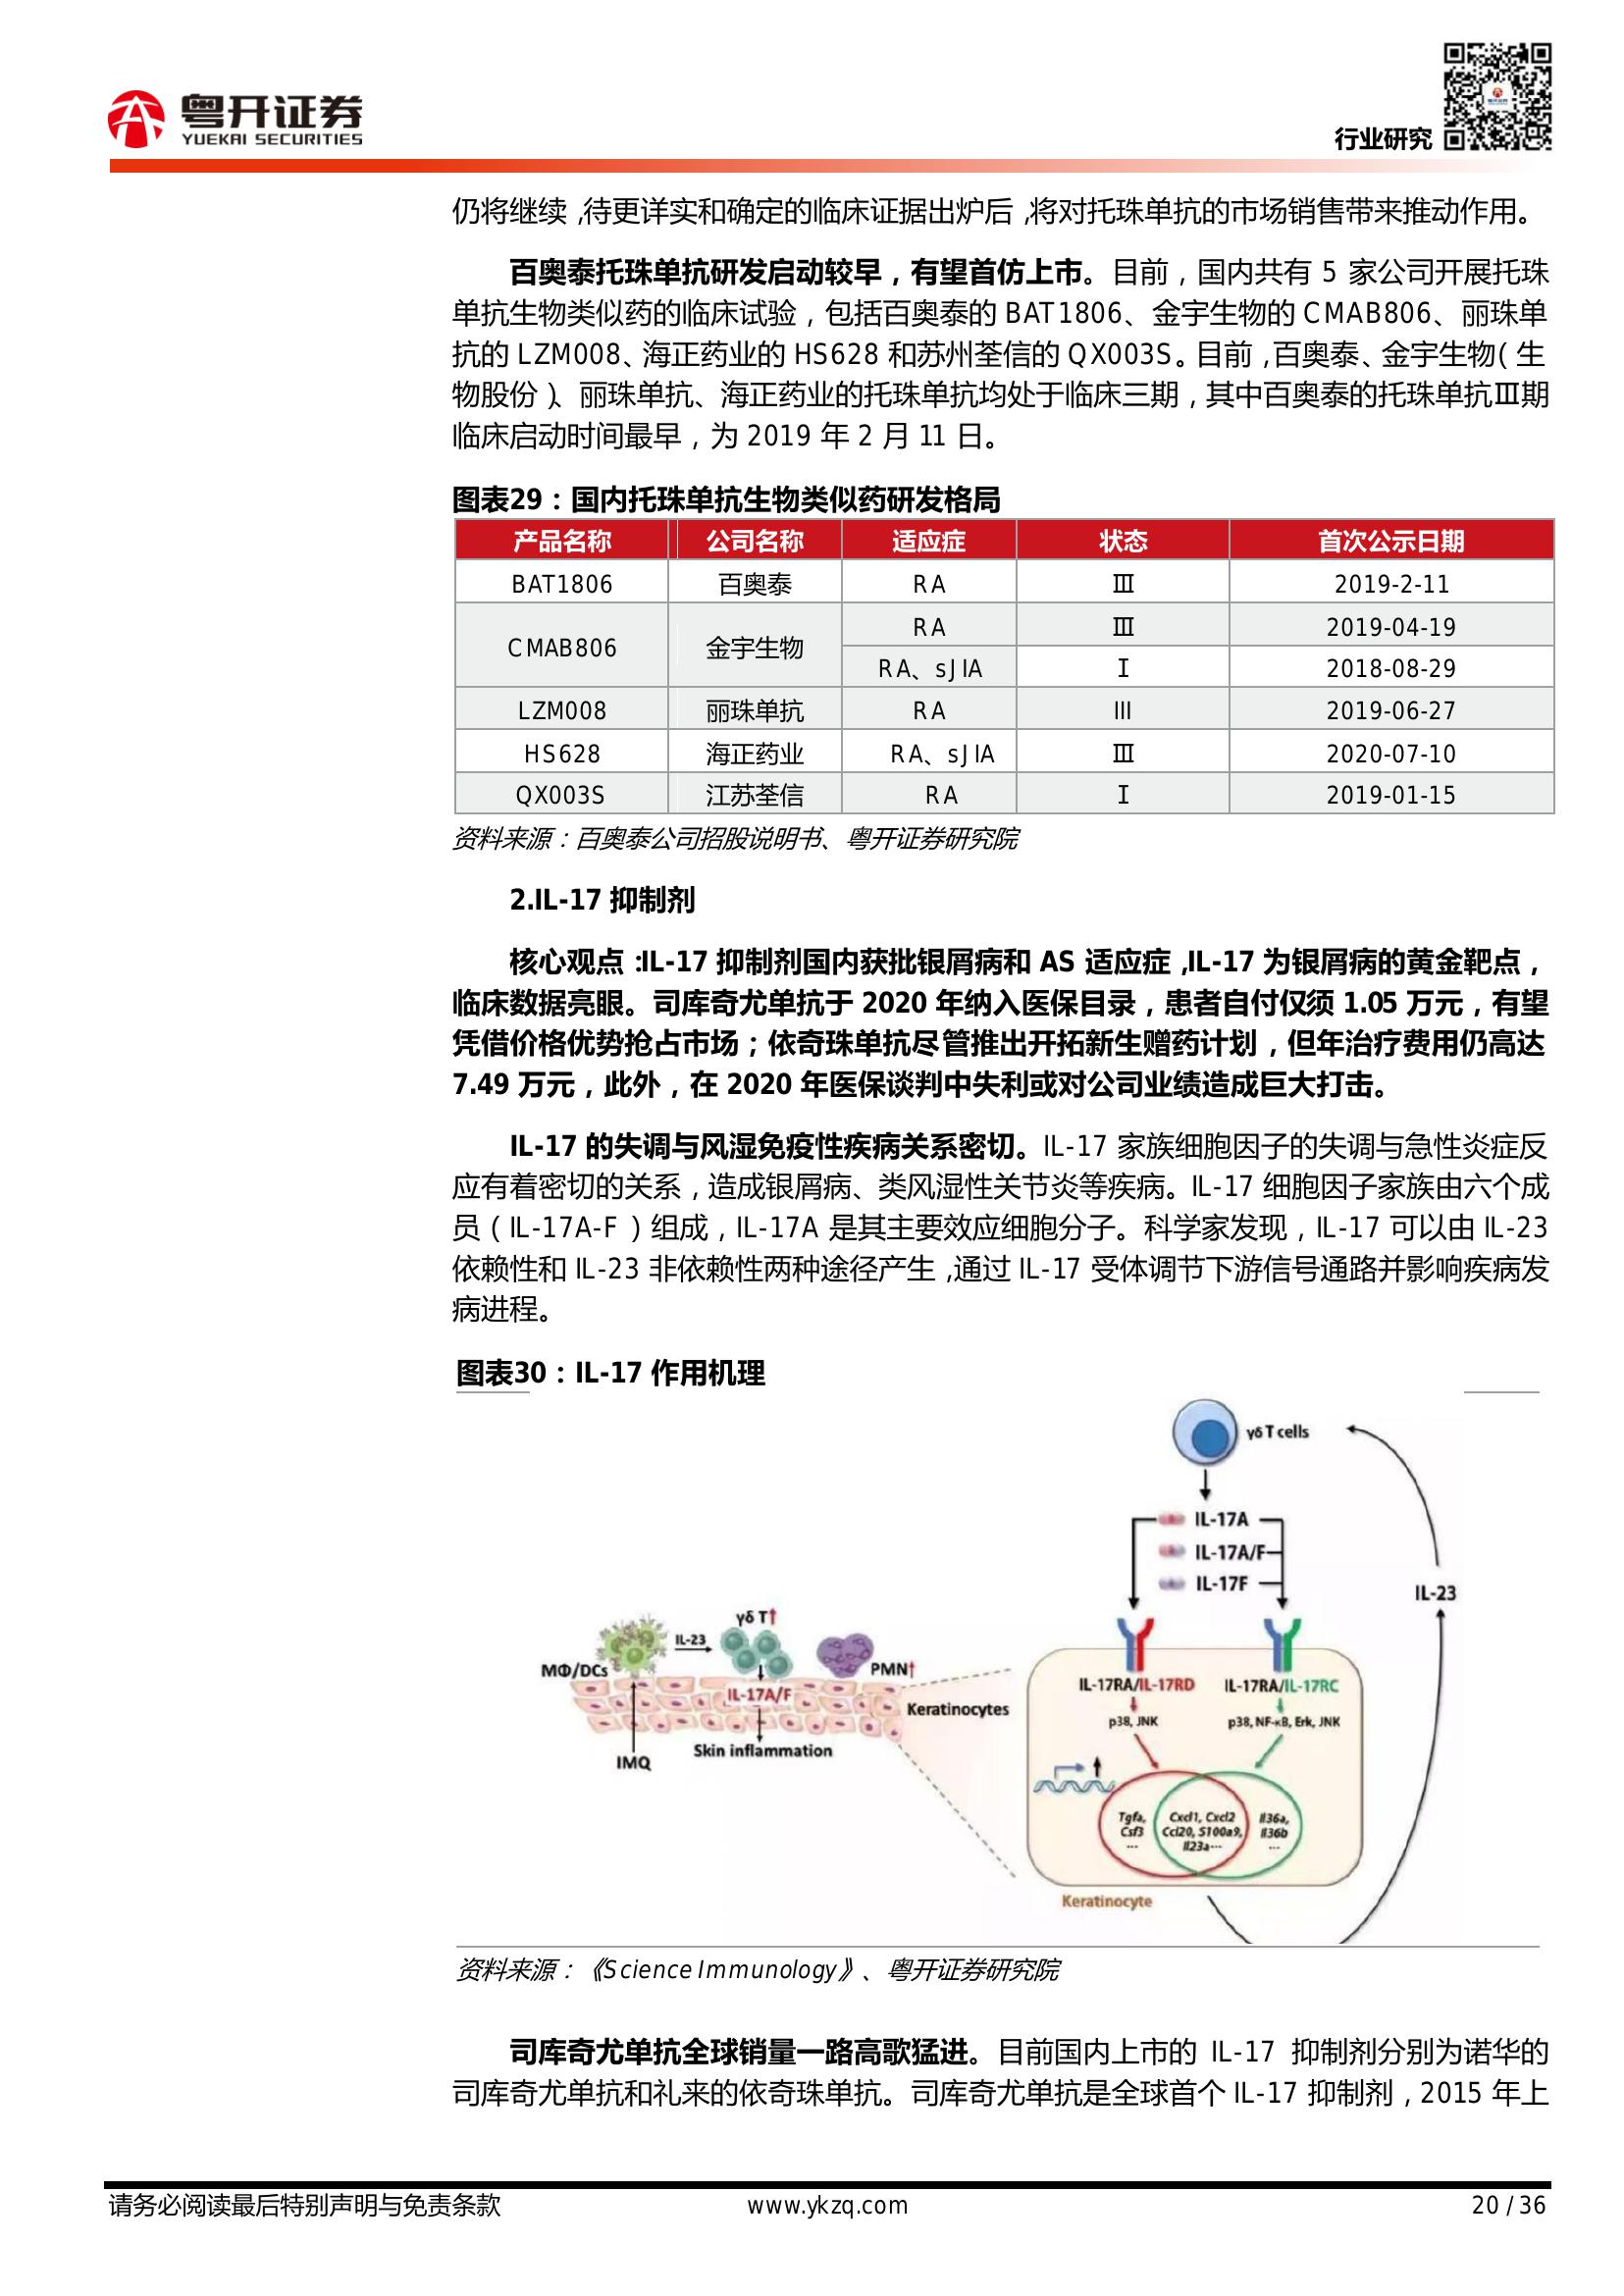 粤开证券
YUEKAI SECURITIES
行业研究
仍将继续，待更详实和确定的临床证据出炉后，将对托珠单抗的市场销售带来推动作用。
百奥泰托珠单抗研发启动较早，有望首仿上市。目前，国内共有 5 家公司开展托珠
单抗生物类似药的临床试验，包括百奥泰的 BAT1806、金宇生物的 CMAB806、丽珠单
抗的 LZM008、海正药业的 HS628 和苏州荃信的 QX003S。目前，百奥泰、金宇生物（生
物股份）、丽珠单抗、海正药业的托珠单抗均处于临床三期，其中百奥泰的托珠单抗Ⅲ期
临床启动时间最早，为 2019 年 2 月 11 日。
图表29：国内托珠单抗生物类似药研发格局
产品名称 公司名称 适应症 状态 首次公示日期
BAT1806 百奥泰 RA Ⅲ 2019-2-11
CMAB806 金宇生物 RA Ⅲ 2019-04-19
RA、sJIA Ⅰ 2018-08-29
LZM008 丽珠单抗 RA III 2019-06-27
HS628 海正药业 RA、sJIA Ⅲ 2020-07-10
QX003S 江苏荃信 RA Ⅰ 2019-01-15
资料来源：百奥泰公司招股说明书、粤开证券研究院
2.IL-17 抑制剂
核心观点：IL-17 抑制剂国内获批银屑病和 AS 适应症，IL-17 为银屑病的黄金靶点，
临床数据亮眼。司库奇尤单抗于 2020 年纳入医保目录，患者自付仅须 1.05 万元，有望
凭借价格优势抢占市场；依奇珠单抗尽管推出开拓新生赠药计划，但年治疗费用仍高达
7.49 万元，此外，在 2020 年医保谈判中失利或对公司业绩造成巨大打击。
IL-17 的失调与风湿免疫性疾病关系密切。IL-17 家族细胞因子的失调与急性炎症反
应有着密切的关系，造成银屑病、类风湿性关节炎等疾病。IL-17 细胞因子家族由六个成
员（IL-17A-F）组成，IL-17A 是其主要效应细胞分子。科学家发现，IL-17 可以由 IL-23
依赖性和 IL-23 非依赖性两种途径产生，通过 IL-17 受体调节下游信号通路并影响疾病发
病进程。
图表30：IL-17 作用机理
γδ T cells
IL-17A
IL-17A/F
IL-17F
IL-23
γδ T↑
IL-23
MΦ/DCs
PMN↑
IL-17A/F
Keratinocytes
Skin inflammation
IMQ
IL-17RA/IL-17RD IL-17RA/IL-17RC
p38, JNK p38, NF-κB, Erk, JNK
Tgfa, Cxcl1, Cxcl2 Il36a,
Csf3 Ccl20, S100a9, Il36b
... Il23a... ...
Keratinocyte
资料来源：《Science Immunology》、粤开证券研究院
司库奇尤单抗全球销量一路高歌猛进。目前国内上市的 IL-17 抑制剂分别为诺华的
司库奇尤单抗和礼来的依奇珠单抗。司库奇尤单抗是全球首个 IL-17 抑制剂，2015 年上
请务必阅读最后特别声明与免责条款 www.ykzq.com 20 / 36